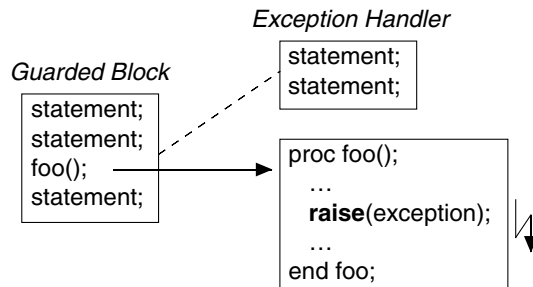 Exception Handler
statement;
statement;
Guarded Block
statement;
statement;
foo();
statement;
proc foo();
…
raise(exception);
…
end foo;